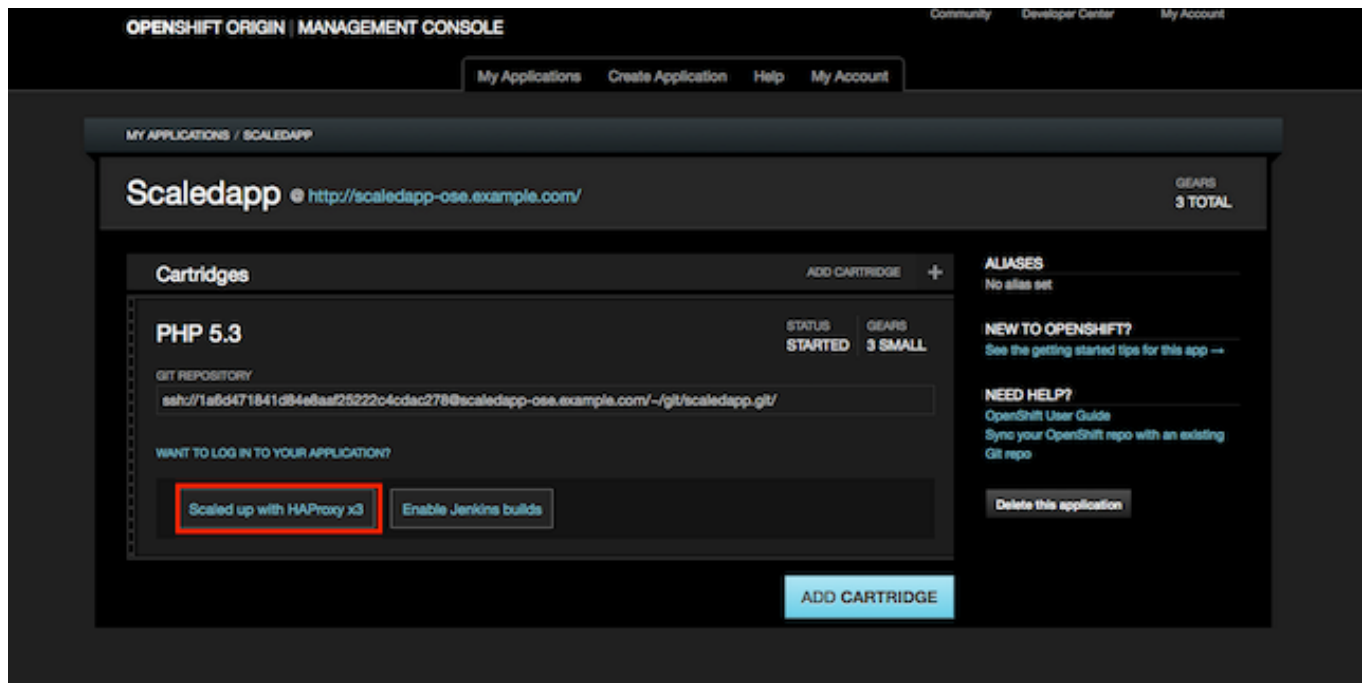 Community Developer Center My Account
OPENSHIFT ORIGIN | MANAGEMENT CONSOLE
My Applications Create Application Help My Account
MY APPLICATIONS / SCALEDAPP
Scaledapp @ http://scaledapp-ose.example.com/
GEARS
3 TOTAL
Cartridges
ADD CARTRIDGE +
PHP 5.3
STATUS
STARTED
GEARS
3 SMALL
GIT REPOSITORY
ssh://1a6d471841d84e8aaf25222c4cdac278@scaledapp-ose.example.com/~/git/scaledapp.git/
WANT TO LOG IN TO YOUR APPLICATION?
Scaled up with HAProxy x3
Enable Jenkins builds
ADD CARTRIDGE
ALIASES
No alias set
NEW TO OPENSHIFT?
See the getting started tips for this app →
NEED HELP?
OpenShift User Guide
Sync your OpenShift repo with an existing
Git repo
Delete this application